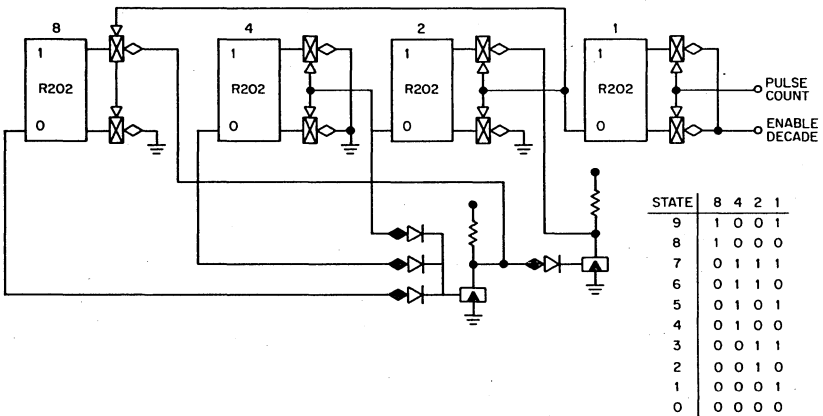 8 4 2 1
1 1 1 1
R202 R202 R202 R202
0 0 0 0
PULSE
COUNT
ENABLE
DECADE
STATE 8 4 2 1
9 1 0 0 1
8 1 0 0 0
7 0 1 1 1
6 0 1 1 0
5 0 1 0 1
4 0 1 0 0
3 0 0 1 1
2 0 0 1 0
1 0 0 0 1
0 0 0 0 0